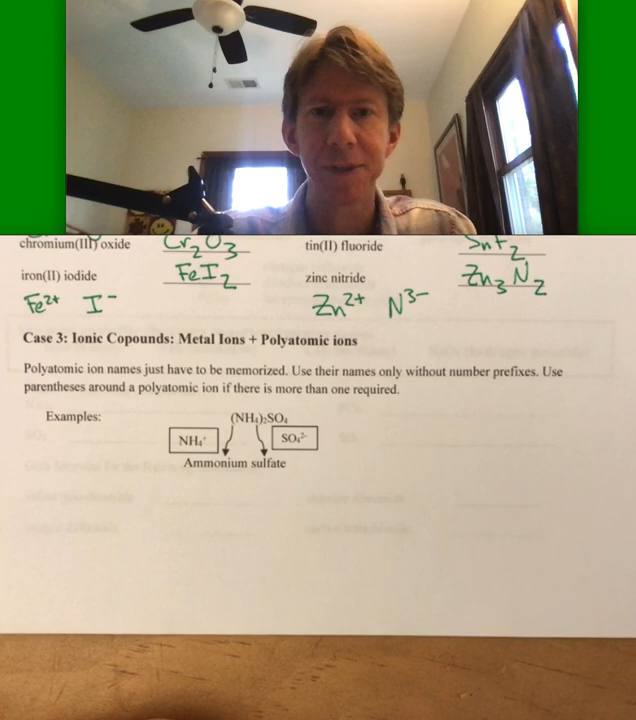 chromium(III) oxide Cr2O3 tin(II) fluoride SnF2
iron(II) iodide FeI2 zinc nitride Zn3N2
Fe2+ I− Zn2+ N3−
Case 3: Ionic Copounds: Metal Ions + Polyatomic ions
Polyatomic ion names just have to be memorized. Use their names only without number prefixes. Use
parentheses around a polyatomic ion if there is more than one required.
Examples: (NH4)2SO4
NH4+ SO42-
Ammonium sulfate